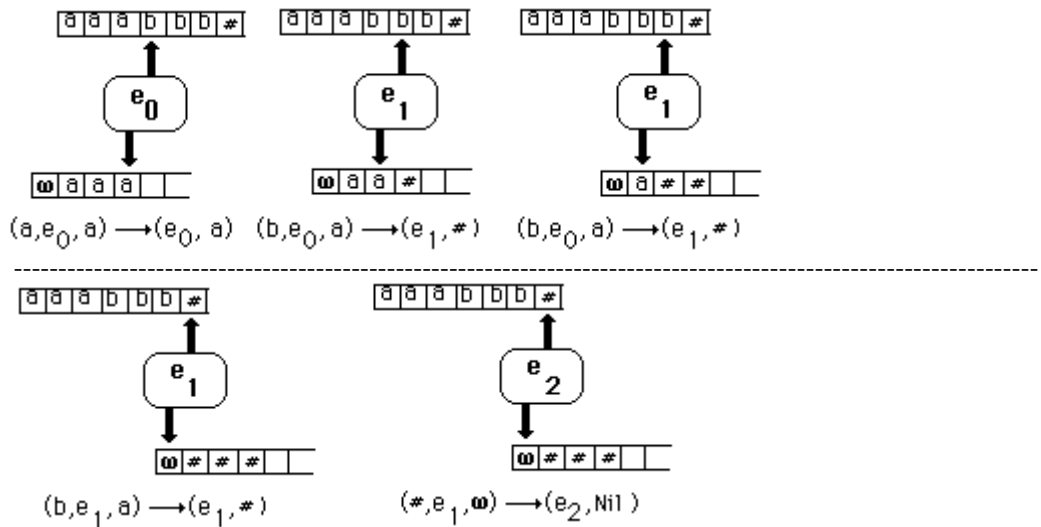 a a a b b b #
a a a b b b #
a a a b b b #
e0
e1
e1
ω a a a
ω a a #
ω a # #
(a,e0,a) → (e0, a)
(b,e0,a) → (e1,#)
(b,e0,a) → (e1,#)
a a a b b b #
a a a b b b #
e1
e2
ω # # #
ω # # #
(b,e1,a) → (e1,#)
(#,e1,ω) → (e2,Nil)